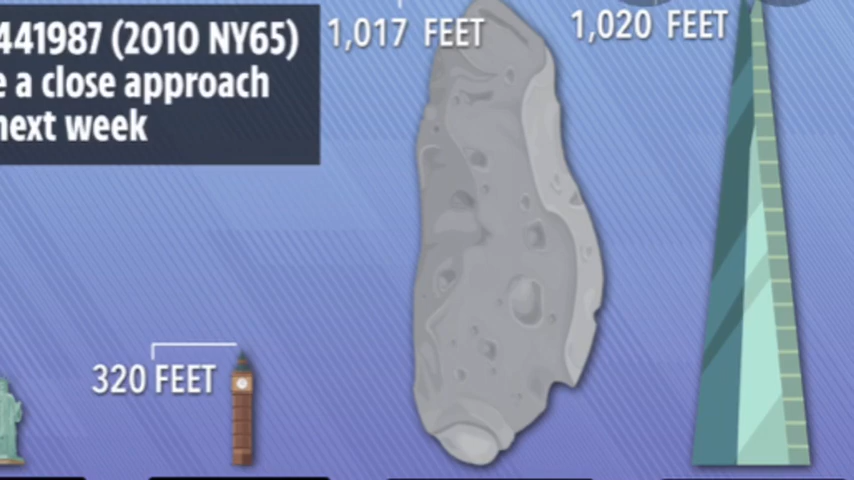 441987 (2010 NY65)
e a close approach
next week
1,017 FEET
1,020 FEET
320 FEET